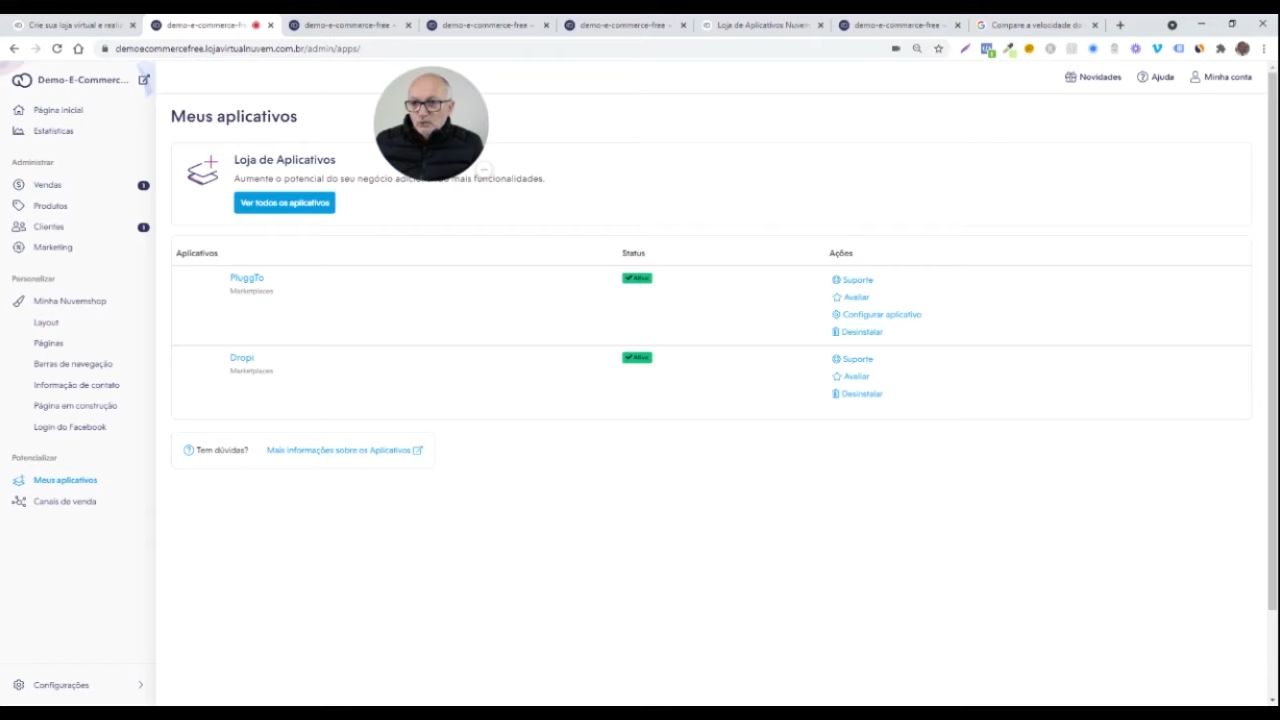 Crie sua loja virtual e realiz
demo-e-commerce-fr
demo-e-commerce-free -
demo-e-commerce-free -
demo-e-commerce-free -
Loja de Aplicativos Nuvem
demo-e-commerce-free -
Compare a velocidade do
demoecommercefree.lojavirtualnuvem.com.br/admin/apps/
Demo-E-Commerc...
Novidades
Ajuda
Minha conta
Página inicial
Estatísticas
Administrar
Vendas
1
Produtos
Clientes
1
Marketing
Personalizar
Minha Nuvemshop
Layout
Páginas
Barras de navegação
Informação de contato
Página em construção
Login do Facebook
Potencializar
Meus aplicativos
Canais de venda
Configurações
Meus aplicativos
Loja de Aplicativos
Aumente o potencial do seu negócio adici mais funcionalidades.
Ver todos os aplicativos
Aplicativos
Status
Ações
PluggTo
Marketplaces
Ativo
Suporte
Avaliar
Configurar aplicativo
Desinstalar
Dropi
Marketplaces
Ativo
Suporte
Avaliar
Desinstalar
Tem dúvidas?
Mais informações sobre os Aplicativos